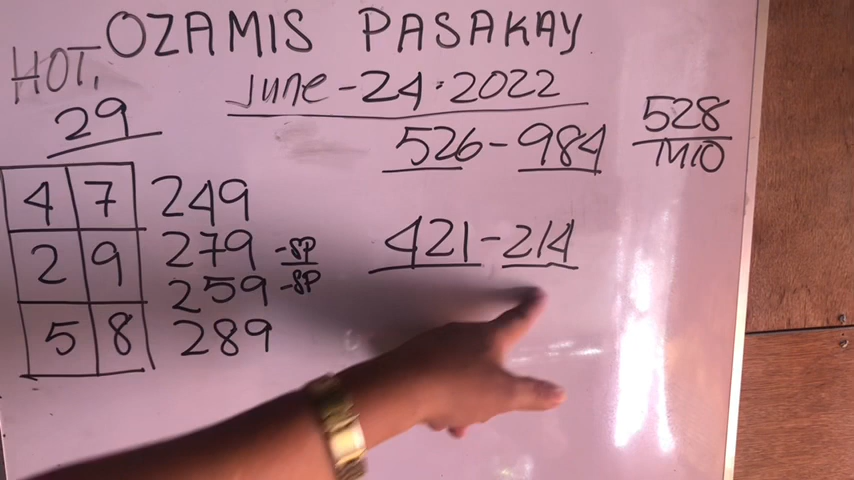 OZAMIS PASAKAY
HOT.
June-24-2022
29
526-984
528
4 7
249
2 9
279 -SP
259 -SP
5 8
289
421-214